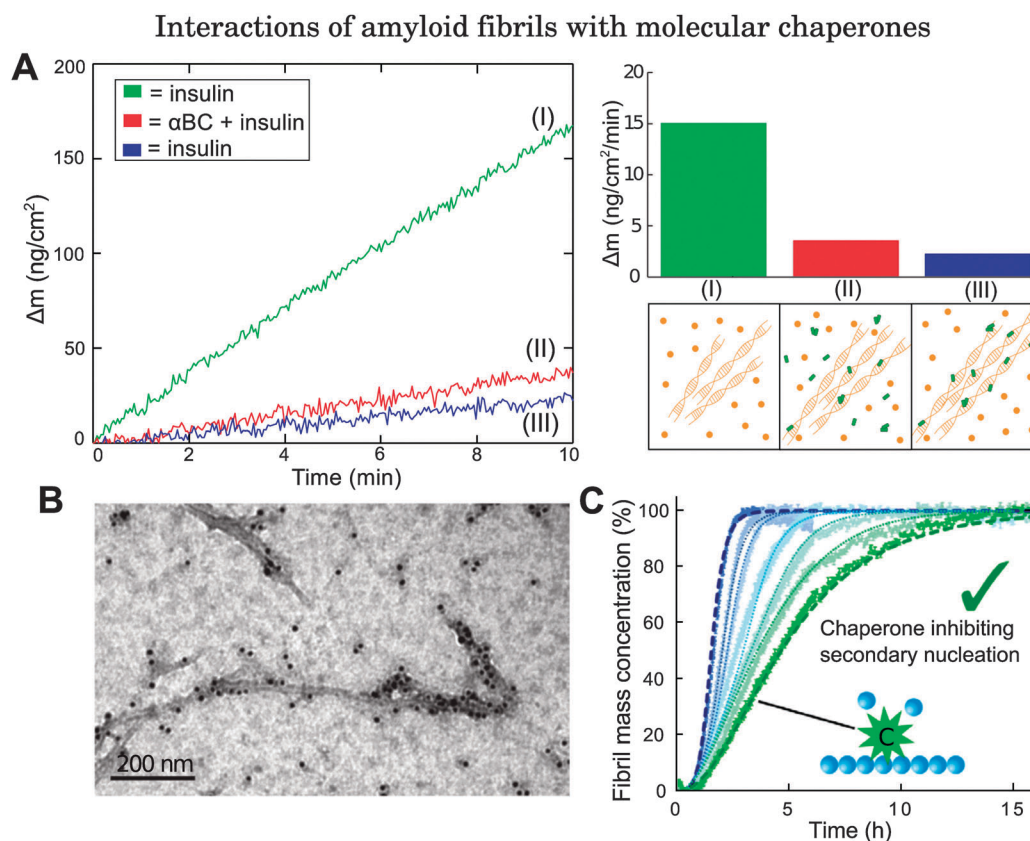 Interactions of amyloid fibrils with molecular chaperones
A
200
150
100
50
0
Δm (ng/cm²)
= insulin
= αBC + insulin
= insulin
(I)
(II)
(III)
0
2
4
6
8
10
Time (min)
20
15
10
5
0
Δm (ng/cm²/min)
(I)
(II)
(III)
B
200 nm
C
100
80
60
40
20
0
Fibril mass concentration (%)
Chaperone inhibiting
secondary nucleation
C
0
5
10
15
Time (h)